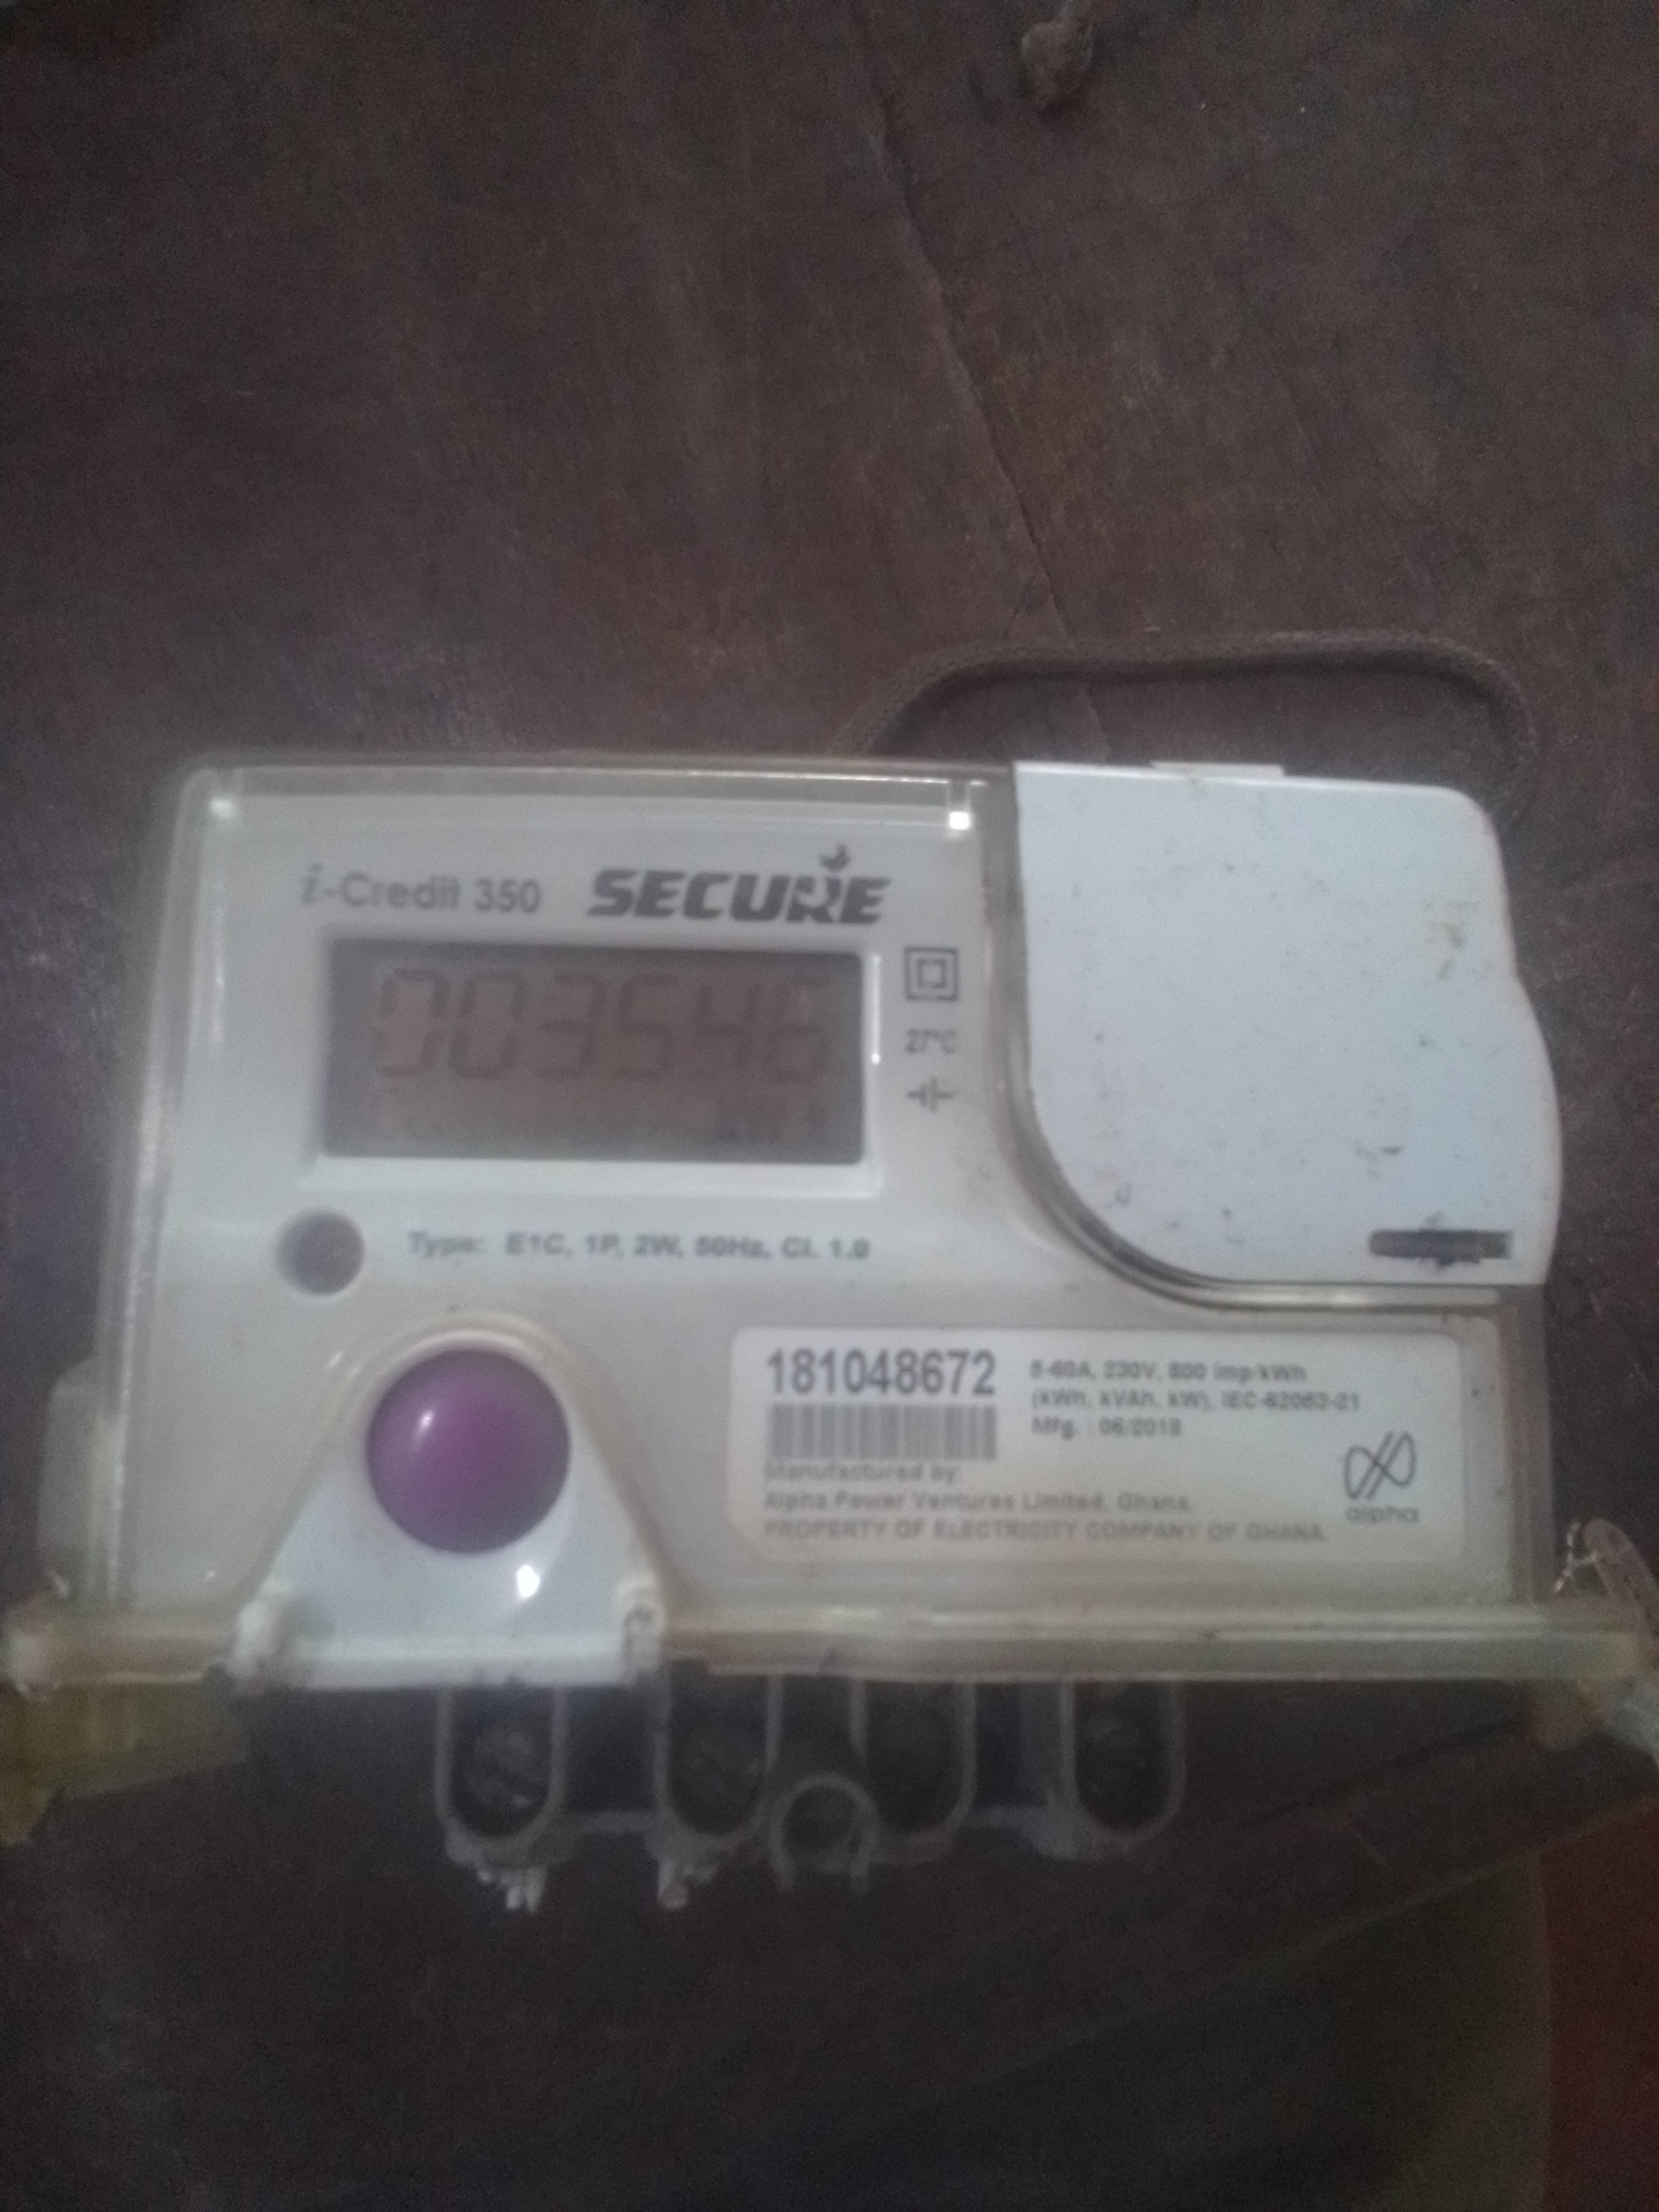 i-Credit 350 SECURE
003546
27°C
Type: E1C, 1P, 2W, 50Hz, Cl. 1.0
181048672
5-60A, 230V, 800 imp/kWh
(kWh, kVAh, kW), IEC-62053-21
Mfg. : 06/2018
Manufactured by:
Alpha Power Ventures Limited, Ghana.
PROPERTY OF ELECTRICITY COMPANY OF GHANA
alpha